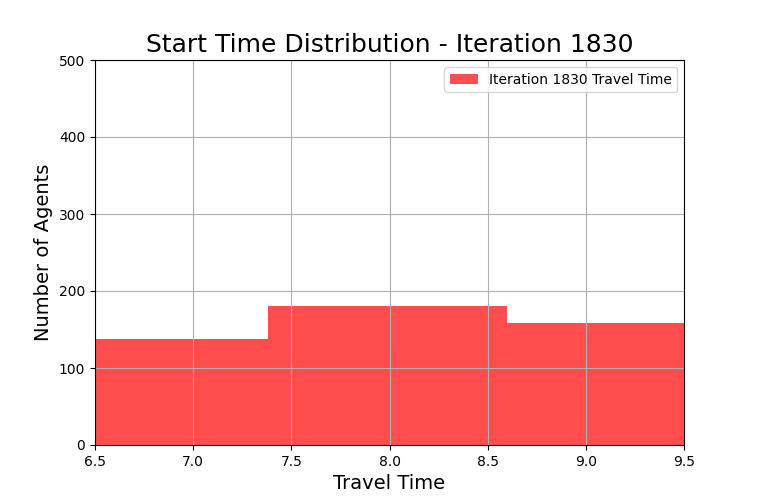 Start Time Distribution - Iteration 1830
Iteration 1830 Travel Time
Number of Agents
500
400
300
200
100
0
6.5 7.0 7.5 8.0 8.5 9.0 9.5
Travel Time